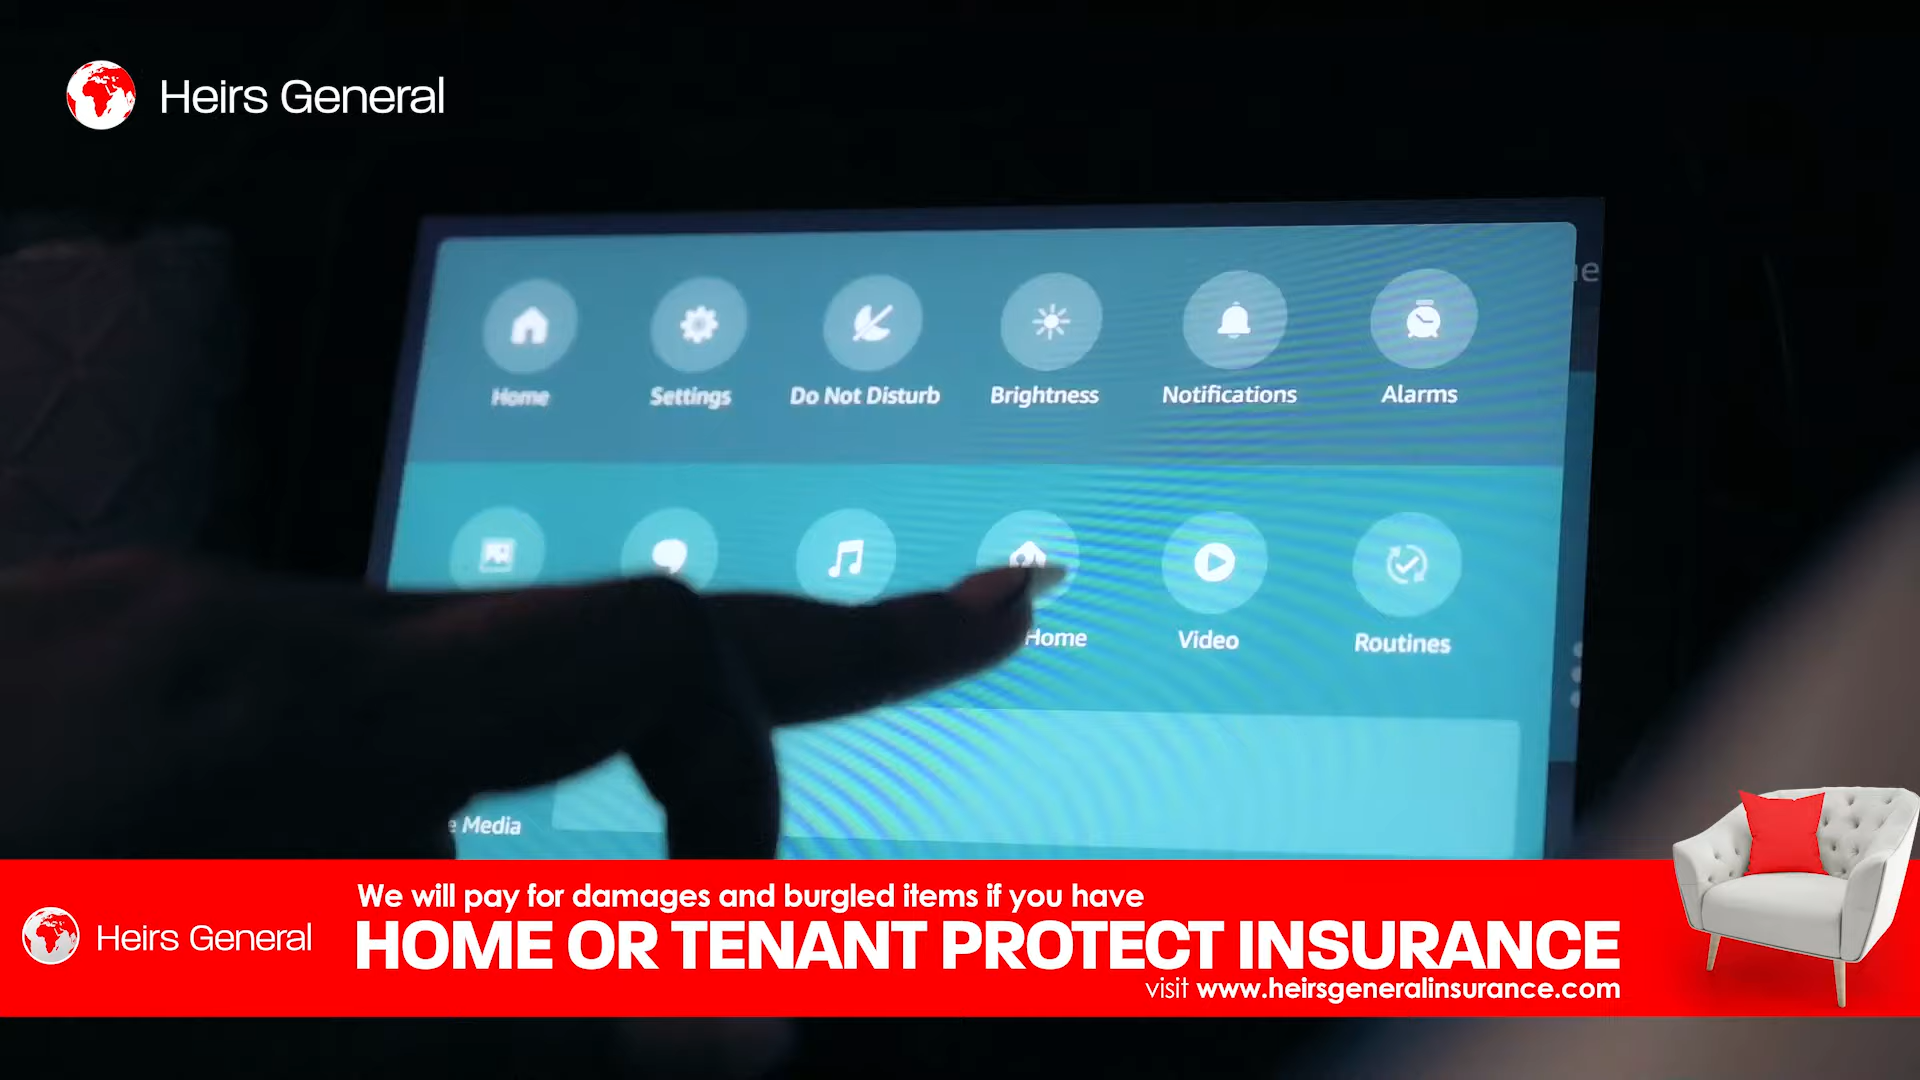 Heirs General
Home
Settings
Do Not Disturb
Brightness
Notifications
Alarms
Home
Video
Routines
Media
Heirs General
We will pay for damages and burgled items if you have
HOME OR TENANT PROTECT INSURANCE
visit www.heirsgeneralinsurance.com